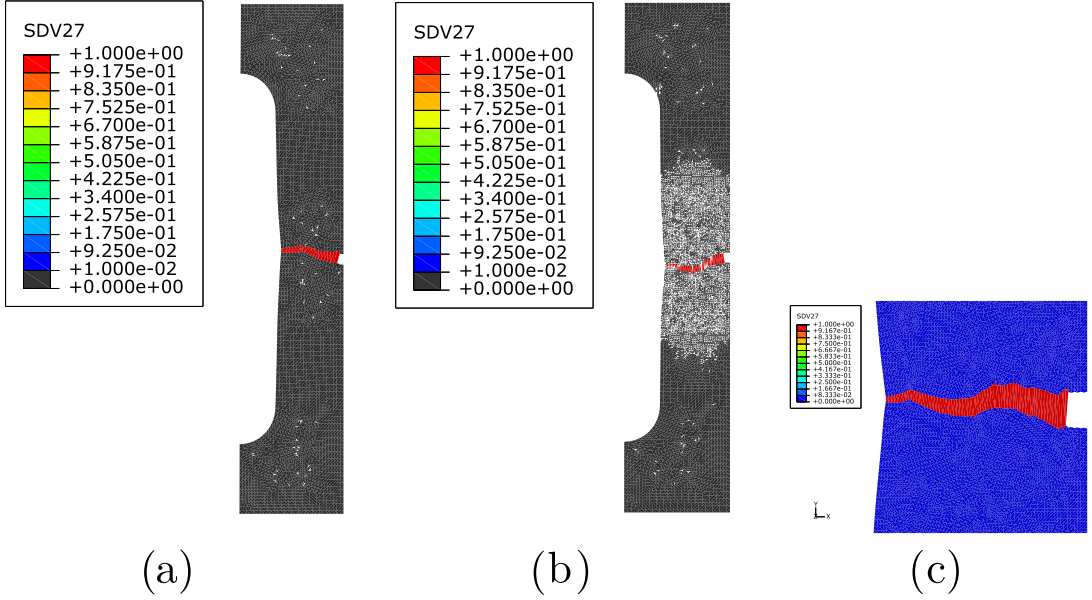 SDV27
+1.000e+00
+9.175e-01
+8.350e-01
+7.525e-01
+6.700e-01
+5.875e-01
+5.050e-01
+4.225e-01
+3.400e-01
+2.575e-01
+1.750e-01
+9.250e-02
+1.000e-02
+0.000e+00
SDV27
+1.000e+00
+9.175e-01
+8.350e-01
+7.525e-01
+6.700e-01
+5.875e-01
+5.050e-01
+4.225e-01
+3.400e-01
+2.575e-01
+1.750e-01
+9.250e-02
+1.000e-02
+0.000e+00
SDV27
+1.000e+00
+9.167e-01
+8.333e-01
+7.500e-01
+6.667e-01
+5.833e-01
+5.000e-01
+4.167e-01
+3.333e-01
+2.500e-01
+1.667e-01
+8.333e-02
+0.000e+00
Y
X
(a)
(b)
(c)